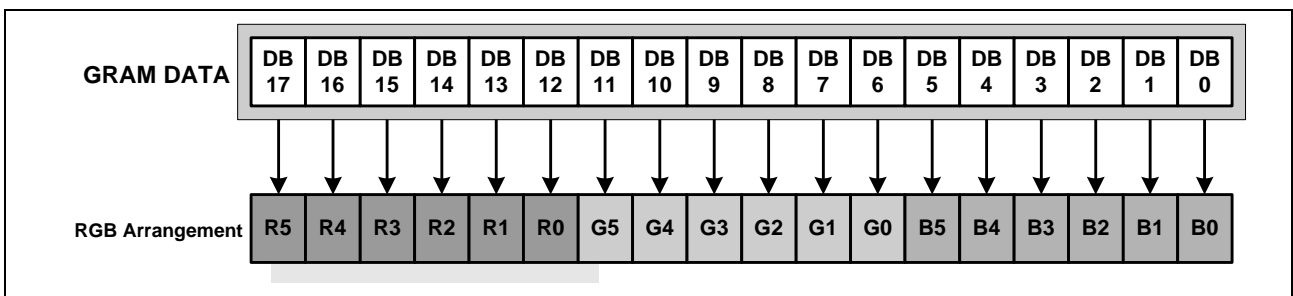 GRAM DATA
DB DB DB DB DB DB DB DB DB DB DB DB DB DB DB DB DB DB
17 16 15 14 13 12 11 10 9 8 7 6 5 4 3 2 1 0
RGB Arrangement R5 R4 R3 R2 R1 R0 G5 G4 G3 G2 G1 G0 B5 B4 B3 B2 B1 B0